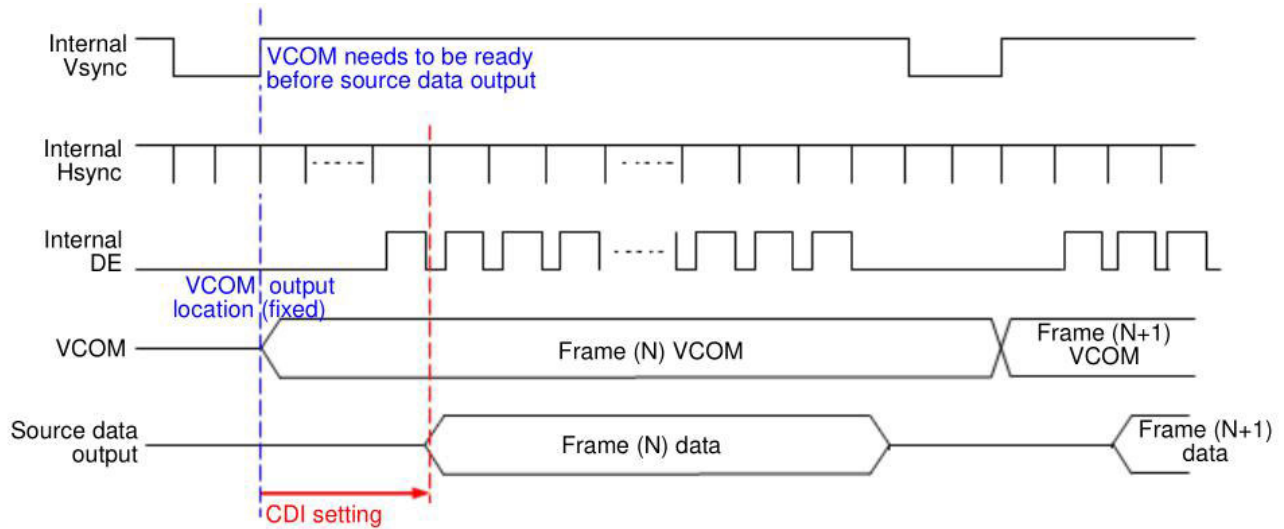 Internal
Vsync
VCOM needs to be ready
before source data output
Internal
Hsync
Internal
DE
VCOM output
location (fixed)
VCOM
Frame (N) VCOM
Frame (N+1)
VCOM
Source data
output
Frame (N) data
Frame (N+1)
data
CDI setting